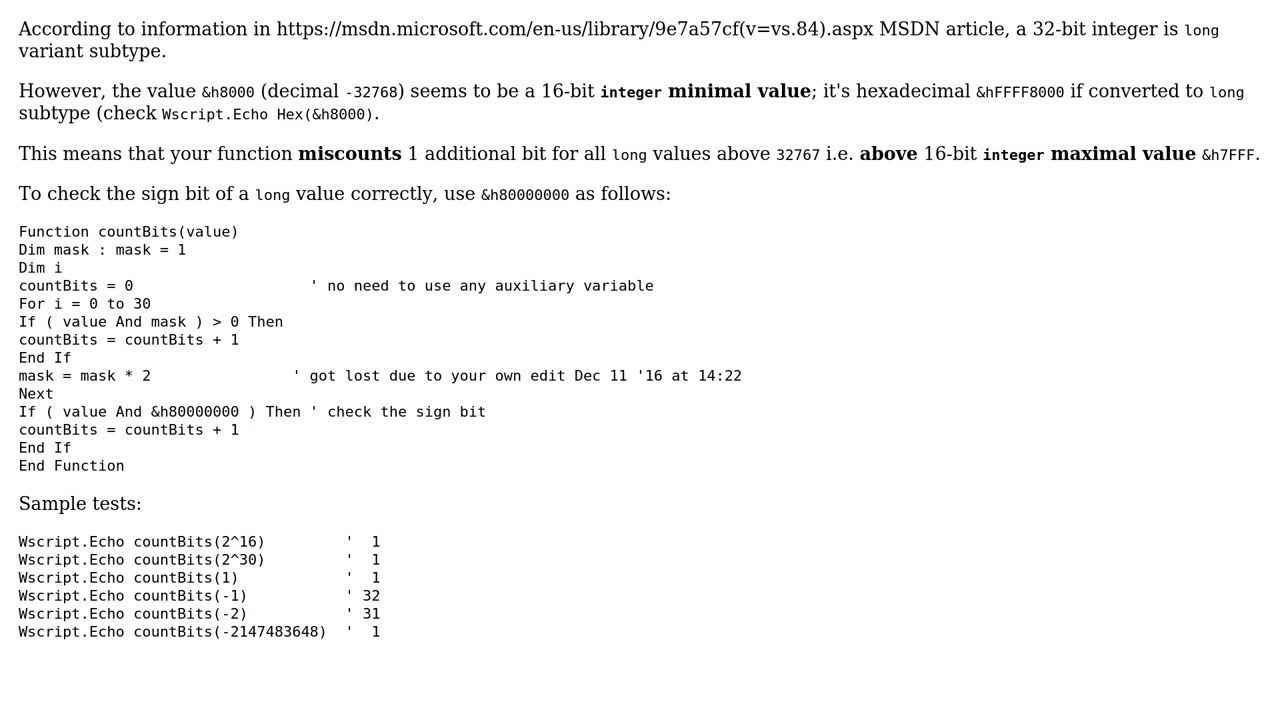 According to information in https://msdn.microsoft.com/en-us/library/9e7a57cf(v=vs.84).aspx MSDN article, a 32-bit integer is long
variant subtype.
However, the value &h8000 (decimal -32768) seems to be a 16-bit integer minimal value; it's hexadecimal &hFFFF8000 if converted to long
subtype (check Wscript.Echo Hex(&h8000).
This means that your function miscounts 1 additional bit for all long values above 32767 i.e. above 16-bit integer maximal value &h7FFF.
To check the sign bit of a long value correctly, use &h80000000 as follows:
Function countBits(value)
Dim mask : mask = 1
Dim i
countBits = 0                    ' no need to use any auxiliary variable
For i = 0 to 30
If ( value And mask ) > 0 Then
countBits = countBits + 1
End If
mask = mask * 2                ' got lost due to your own edit Dec 11 '16 at 14:22
Next
If ( value And &h80000000 ) Then ' check the sign bit
countBits = countBits + 1
End If
End Function
Sample tests:
Wscript.Echo countBits(2^16)         '  1
Wscript.Echo countBits(2^30)         '  1
Wscript.Echo countBits(1)            '  1
Wscript.Echo countBits(-1)           ' 32
Wscript.Echo countBits(-2)           ' 31
Wscript.Echo countBits(-2147483648)  '  1